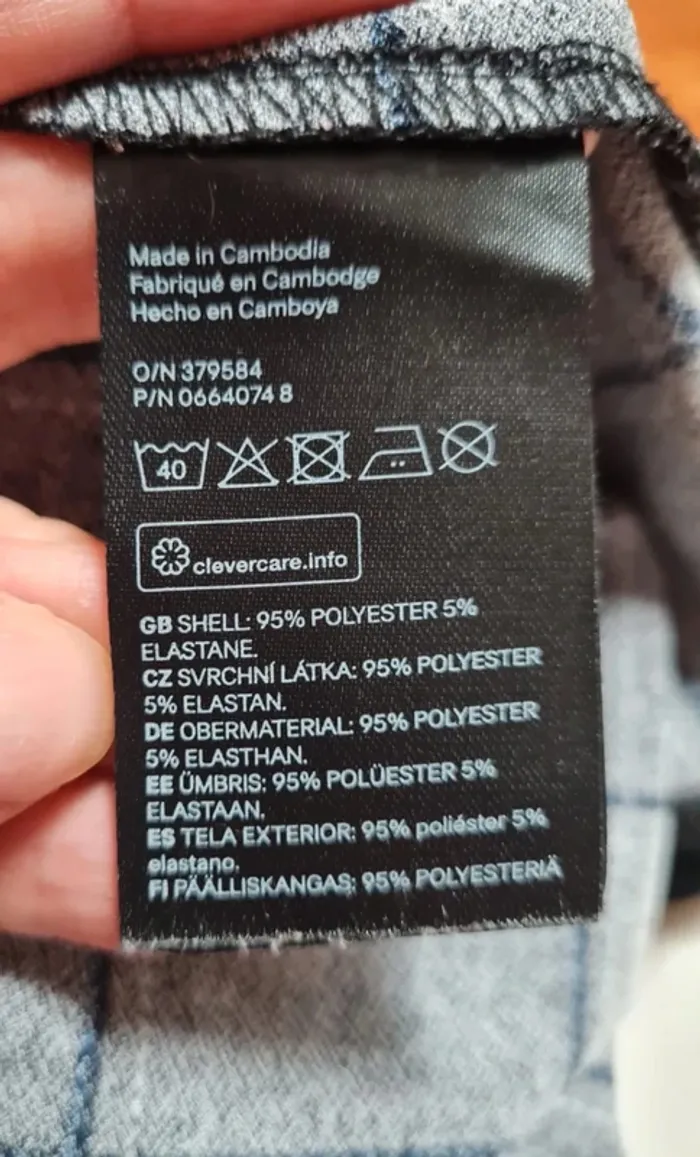 Made in Cambodia
Fabriqué en Cambodge
Hecho en Camboya
O/N 379584
P/N 0664074 8
40
clevercare.info
GB SHELL: 95% POLYESTER 5%
ELASTANE.
CZ SVRCHNÍ LÁTKA: 95% POLYESTER
5% ELASTAN.
DE OBERMATERIAL: 95% POLYESTER
5% ELASTHAN.
EE ÜMBRIS: 95% POLÜESTER 5%
ELASTAAN.
ES TELA EXTERIOR: 95% poliéster 5%
elastano.
FI PÄÄLLISKANGAS: 95% POLYESTERIÄ